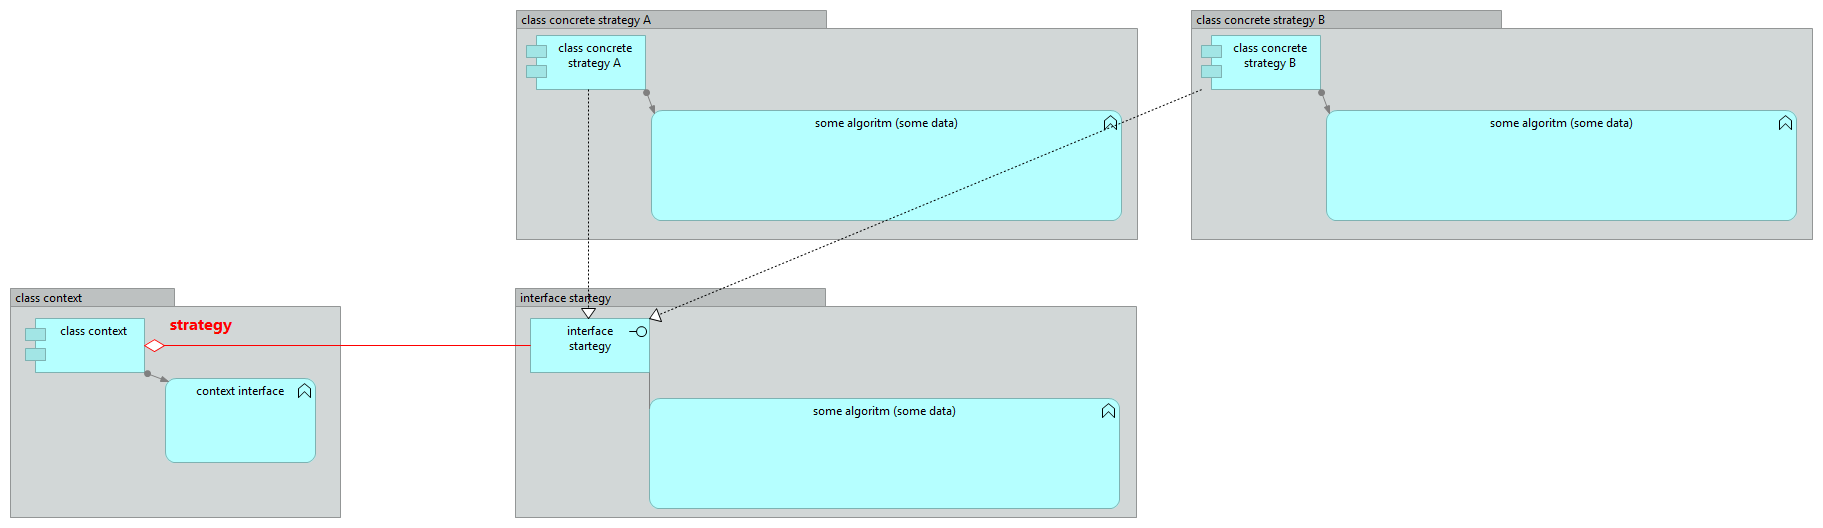 class concrete strategy A
class concrete
strategy A
some algoritm (some data)
class concrete strategy B
class concrete
strategy B
some algoritm (some data)
class context
class context
strategy
context interface
interface startegy
interface
startegy
some algoritm (some data)